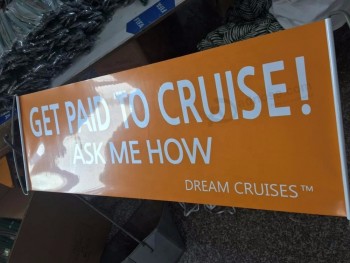 GET PAID TO CRUISE!
ASK ME HOW
DREAM CRUISES™